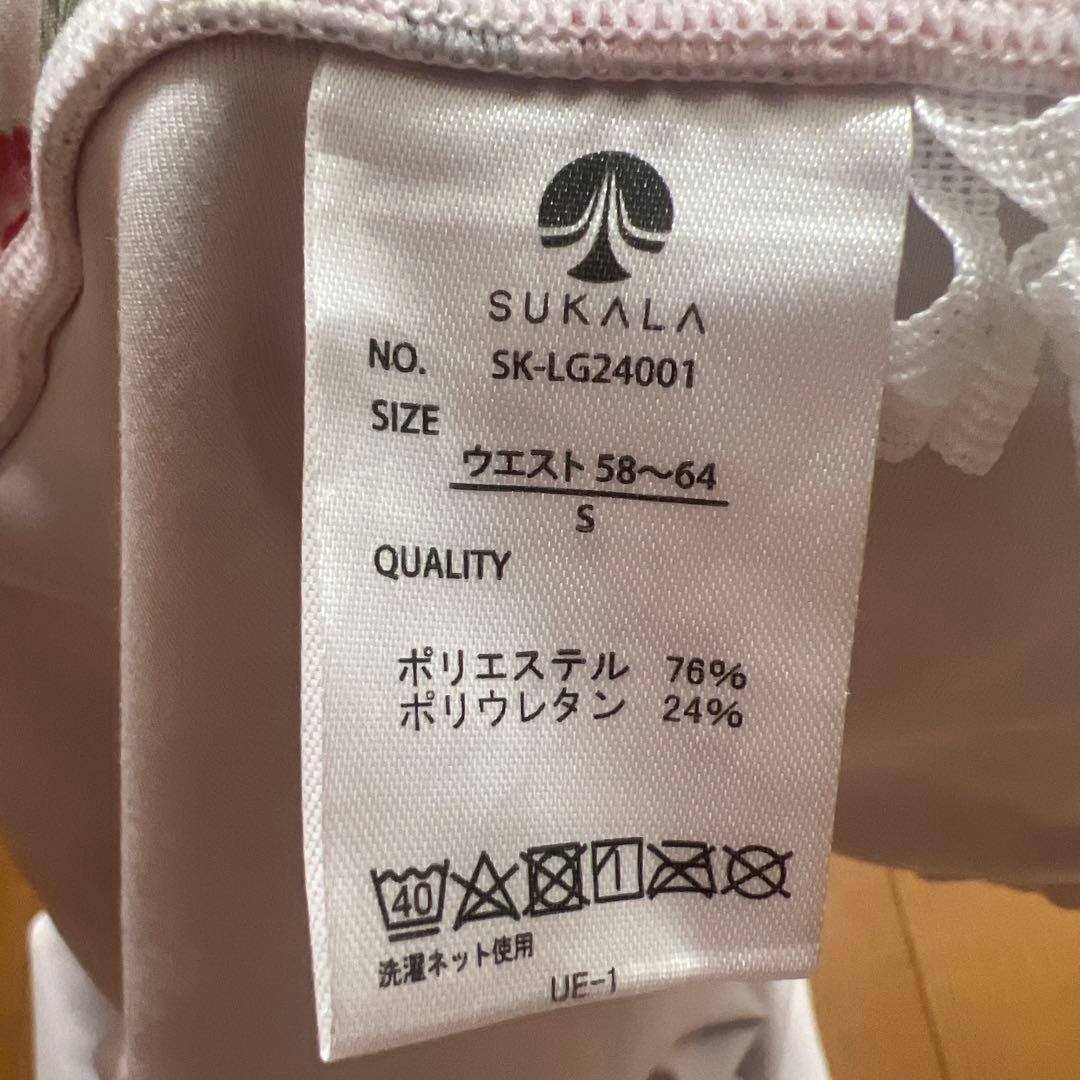 SUKALA
NO. SK-LG24001
SIZE
ウエスト 58〜64
S
QUALITY
ポリエステル 76%
ポリウレタン 24%
40
洗濯ネット使用
UE-1